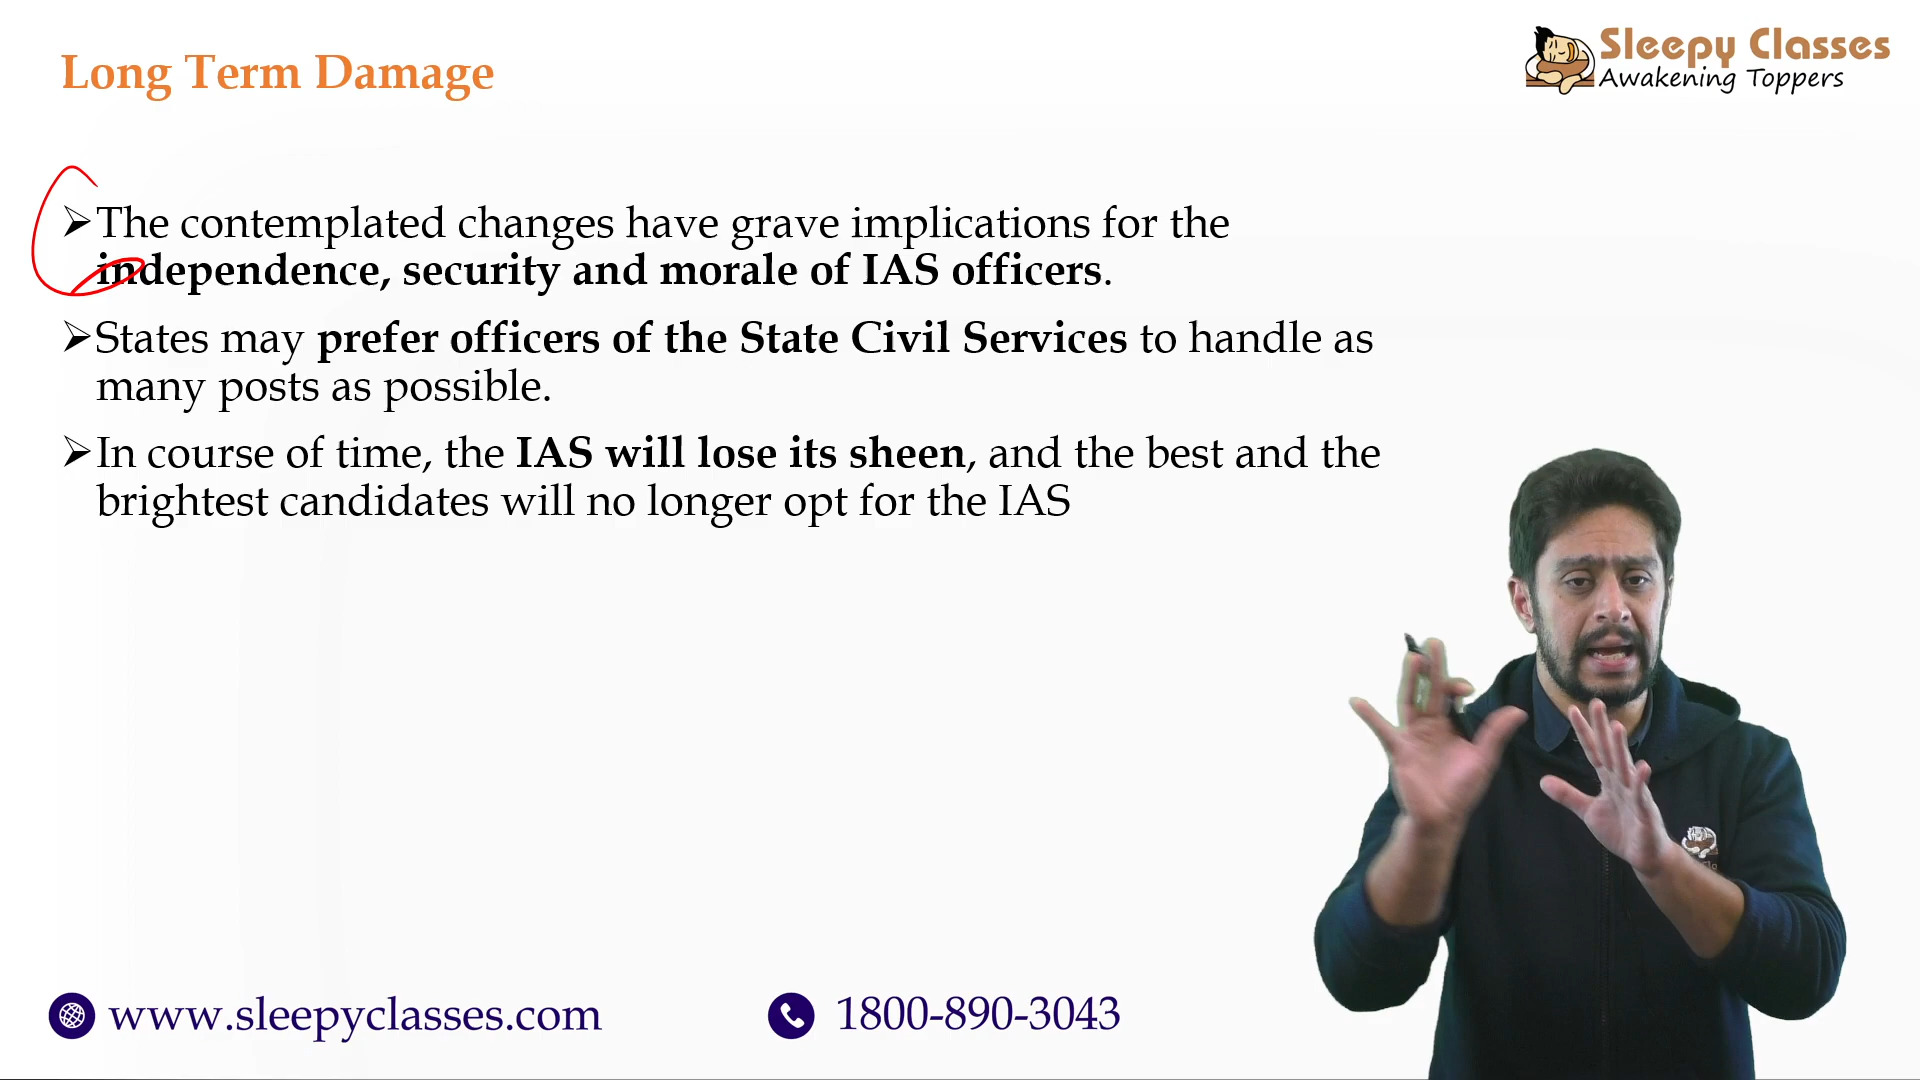 Long Term Damage
Sleepy Classes
Awakening Toppers
➢The contemplated changes have grave implications for the
independence, security and morale of IAS officers.
➢States may prefer officers of the State Civil Services to handle as
many posts as possible.
➢In course of time, the IAS will lose its sheen, and the best and the
brightest candidates will no longer opt for the IAS
www.sleepyclasses.com
1800-890-3043